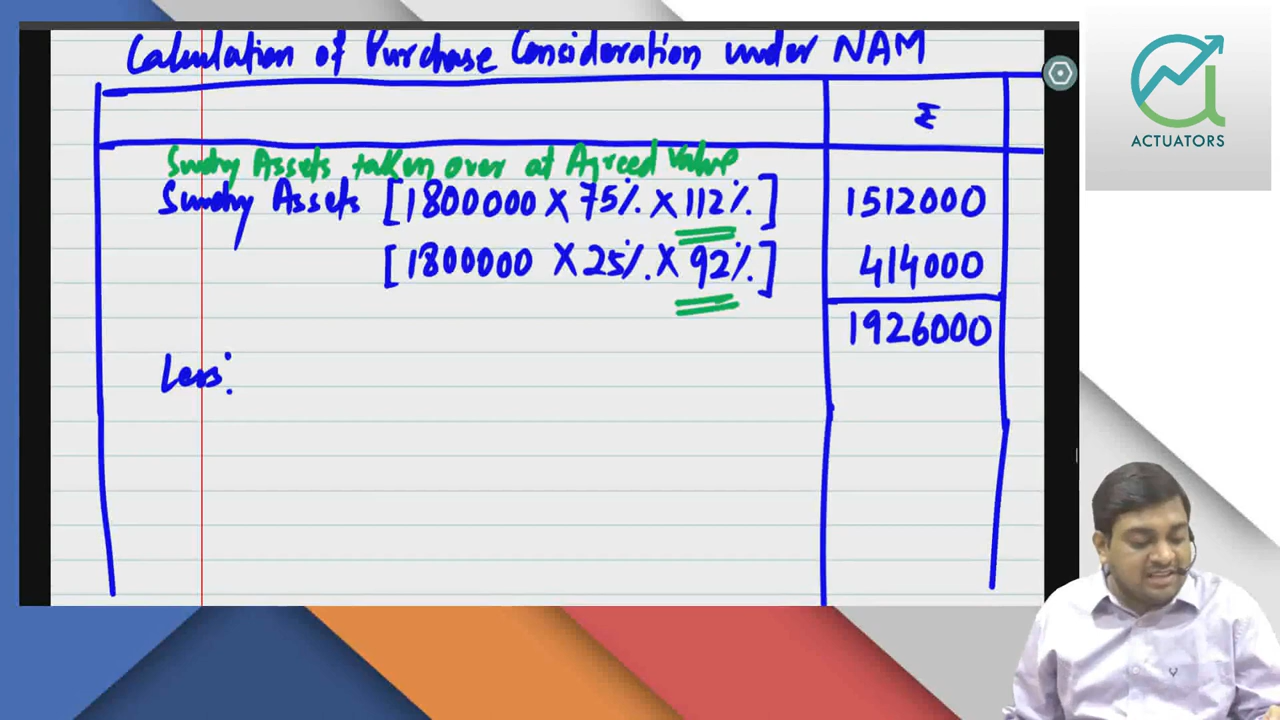 Calculation of Purchase Consideration under NAM
ACTUATORS
₹
Sundry Assets taken over at Agreed Value
Sundry Assets [1800000 X 75% X 112%] 1512000
[1800000 X 25% X 92%] 414000
1926000
Less: